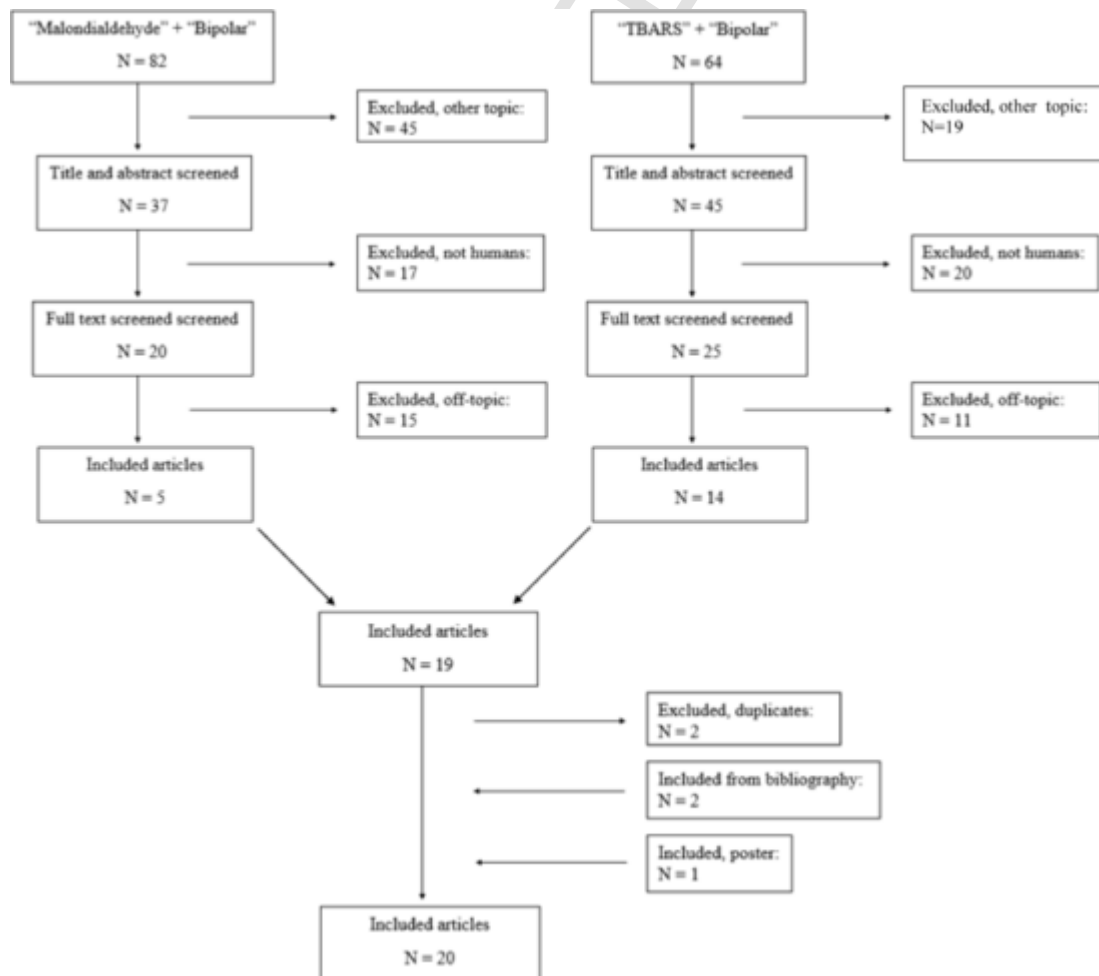 “Malondialdehyde” + “Bipolar”
N = 82
“TBARS” + “Bipolar”
N = 64
Excluded, other topic:
N = 45
Excluded, other topic:
N=19
Title and abstract screened
N = 37
Title and abstract screened
N = 45
Excluded, not humans:
N = 17
Excluded, not humans:
N = 20
Full text screened screened
N = 20
Full text screened screened
N = 25
Excluded, off-topic:
N = 15
Excluded, off-topic:
N = 11
Included articles
N = 5
Included articles
N = 14
Included articles
N = 19
Excluded, duplicates:
N = 2
Included from bibliography:
N = 2
Included, poster:
N = 1
Included articles
N = 20